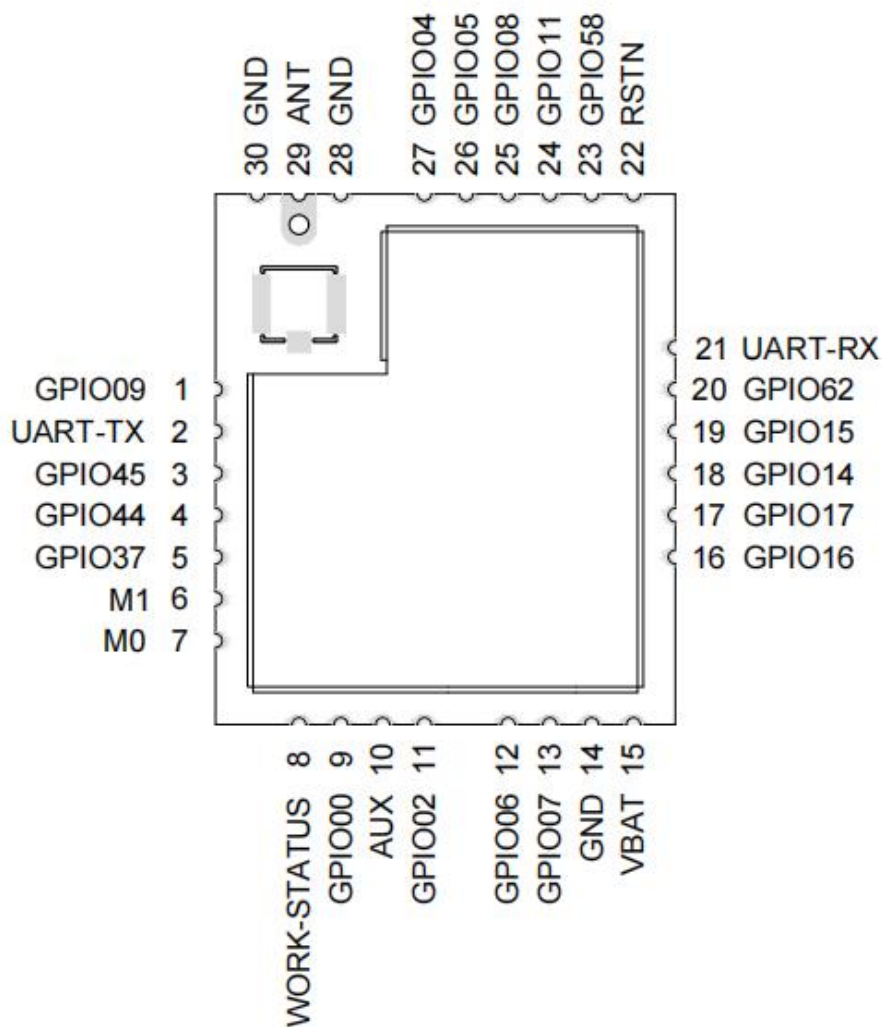 30 GND
29 ANT
28 GND
27 GPIO04
26 GPIO05
25 GPIO08
24 GPIO11
23 GPIO58
22 RSTN
21 UART-RX
20 GPIO62
19 GPIO15
18 GPIO14
17 GPIO17
16 GPIO16
GPIO09 1
UART-TX 2
GPIO45 3
GPIO44 4
GPIO37 5
M1 6
M0 7
WORK-STATUS 8
GPIO00 9
AUX 10
GPIO02 11
GPIO06 12
GPIO07 13
GND 14
VBAT 15